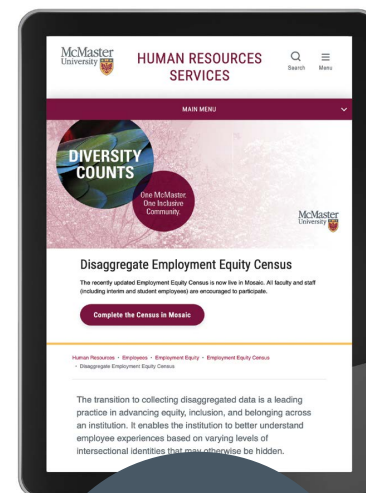 McMaster
University
HUMAN RESOURCES
SERVICES
Search
Menu
MAIN MENU
DIVERSITY
COUNTS
One McMaster.
One Inclusive
Community.
McMaster
University
Disaggregate Employment Equity Census
The recently updated Employment Equity Census is now live in Mosaic. All faculty and staff
(including interim and student employees) are encouraged to participate.
Complete the Census in Mosaic
Human Resources • Employees • Employment Equity • Employment Equity Census
• Disaggregate Employment Equity Census
The transition to collecting disaggregated data is a leading
practice in advancing equity, inclusion, and belonging across
an institution. It enables the institution to better understand
employee experiences based on varying levels of
intersectional identities that may otherwise be hidden.